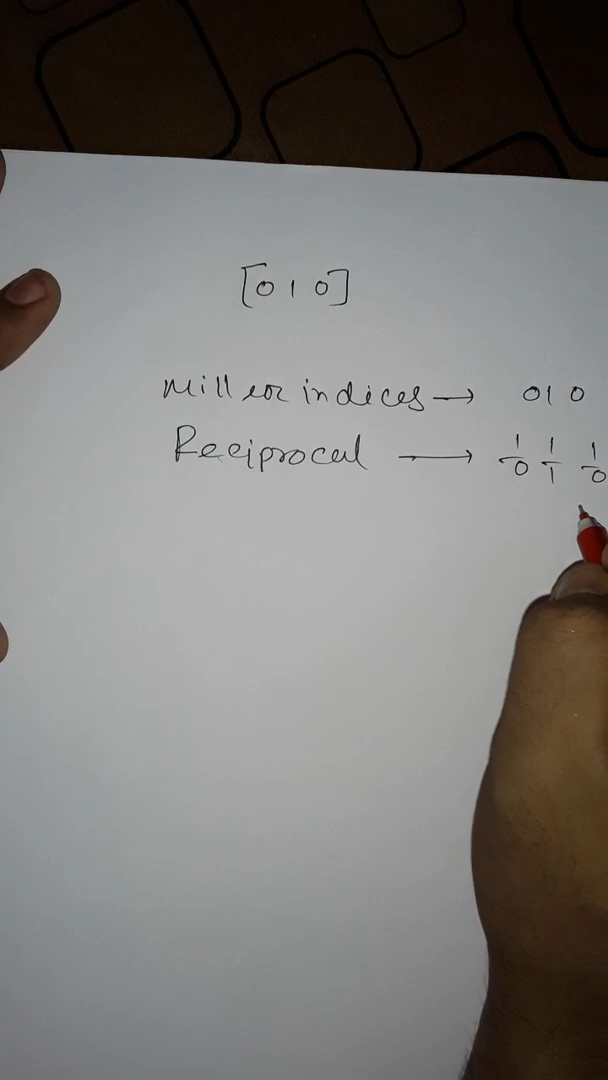 [0 1 0]
Miller indices → 0 1 0
Reciprocal → 1/0 1/1 1/0